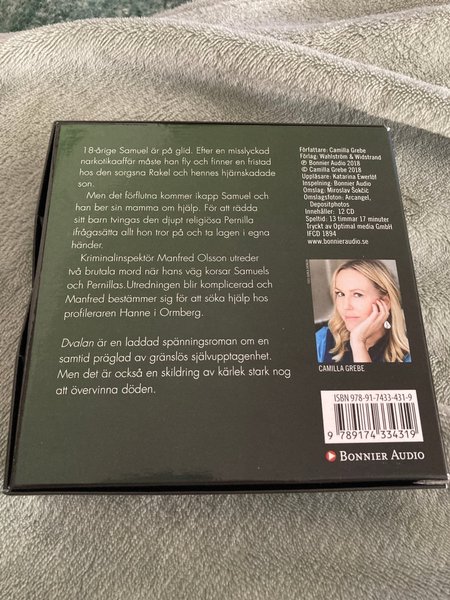 18-årige Samuel är på glid. Efter en misslyckad
narkotikaaffär måste han fly och finner en fristad
hos den sorgsna Rakel och hennes hjärnskadade
son.
Men det förflutna kommer ikapp Samuel och
han ber sin mamma om hjälp. För att rädda
sitt barn tvingas den djupt religiösa Pernilla
ifrågasätta allt hon tror på och ta lagen i egna
händer.
Kriminalinspektör Manfred Olsson utreder
två brutala mord när hans väg korsar Samuels
och Pernillas. Utredningen blir komplicerad och
Manfred bestämmer sig för att söka hjälp hos
profileraren Hanne i Ormberg.
Dvalan är en laddad spänningsroman om en
samtid präglad av gränslös självupptagenhet.
Men det är också en skildring av kärlek stark nog
att övervinna döden.
Författare: Camilla Grebe
Förlag: Wahlström & Widstrand
℗ Bonnier Audio 2018
© Camilla Grebe 2018
Uppläsare: Katarina Ewerlöf
Inspelning: Bonnier Audio
Omslag: Miroslav Šokčić
Omslagsfoton: Arcangel,
Depositphotos
Innehåller: 12 CD
Speltid: 13 timmar 17 minuter
Tryckt av Optimal media GmbH
IFCD 1894
www.bonnieraudio.se
CAMILLA GREBE
ISBN 978-91-7433-431-9
9 789174 334319
BONNIER AUDIO